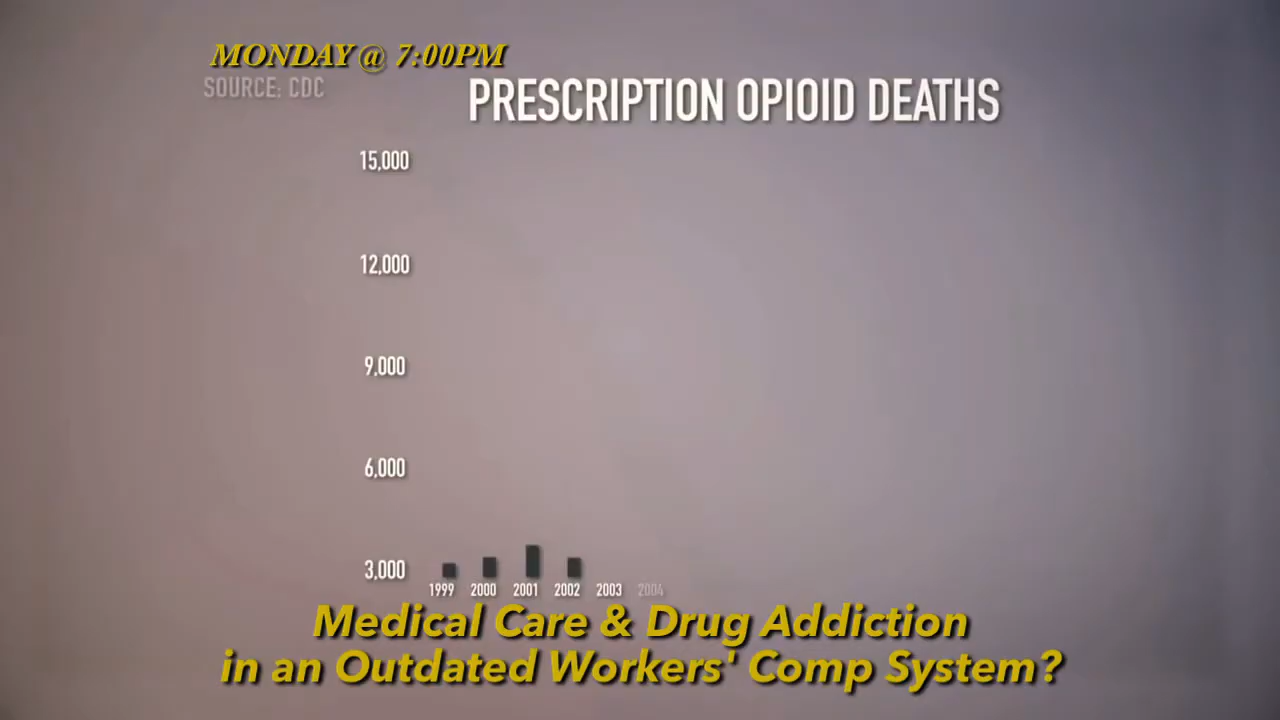 MONDAY @ 7:00PM
SOURCE: CDC
PRESCRIPTION OPIOID DEATHS
15,000
12,000
9,000
6,000
3,000
1999 2000 2001 2002 2003 2004
Medical Care & Drug Addiction
in an Outdated Workers' Comp System?